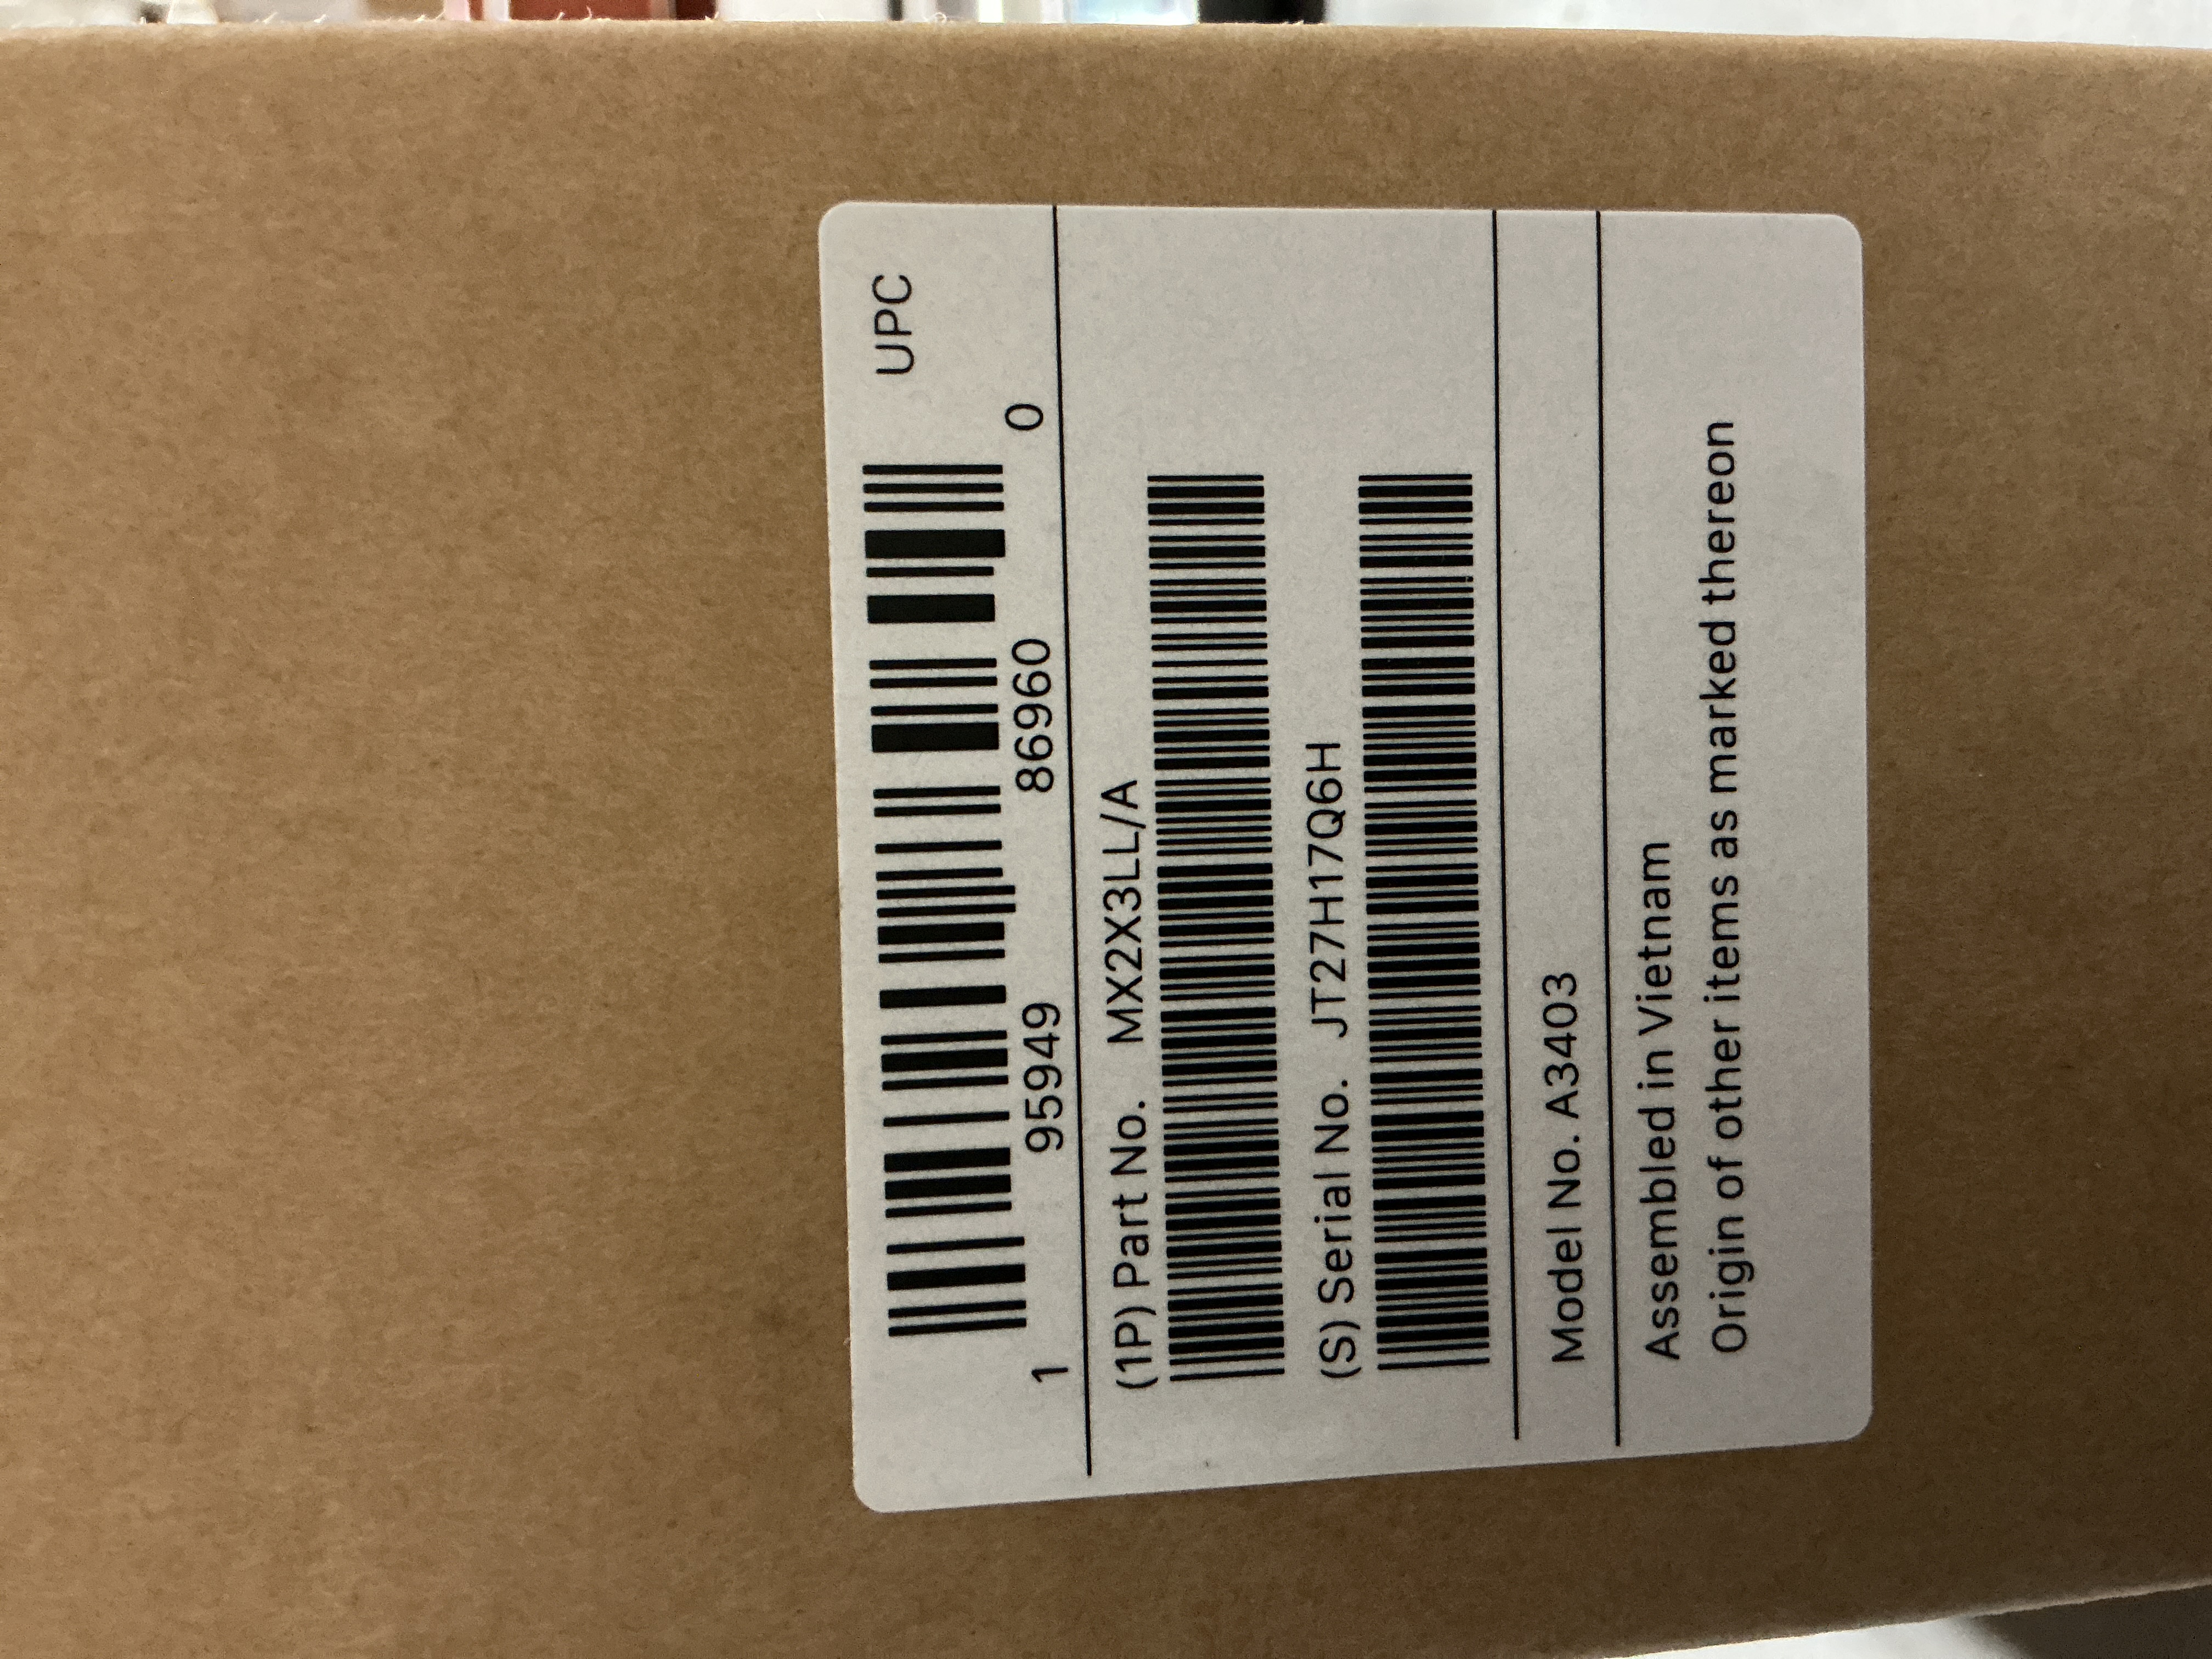 UPC
1 95949 86960 0
(1P) Part No. MX2X3LL/A
(S) Serial No. JT27H17Q6H
Model No. A3403
Assembled in Vietnam
Origin of other items as marked thereon